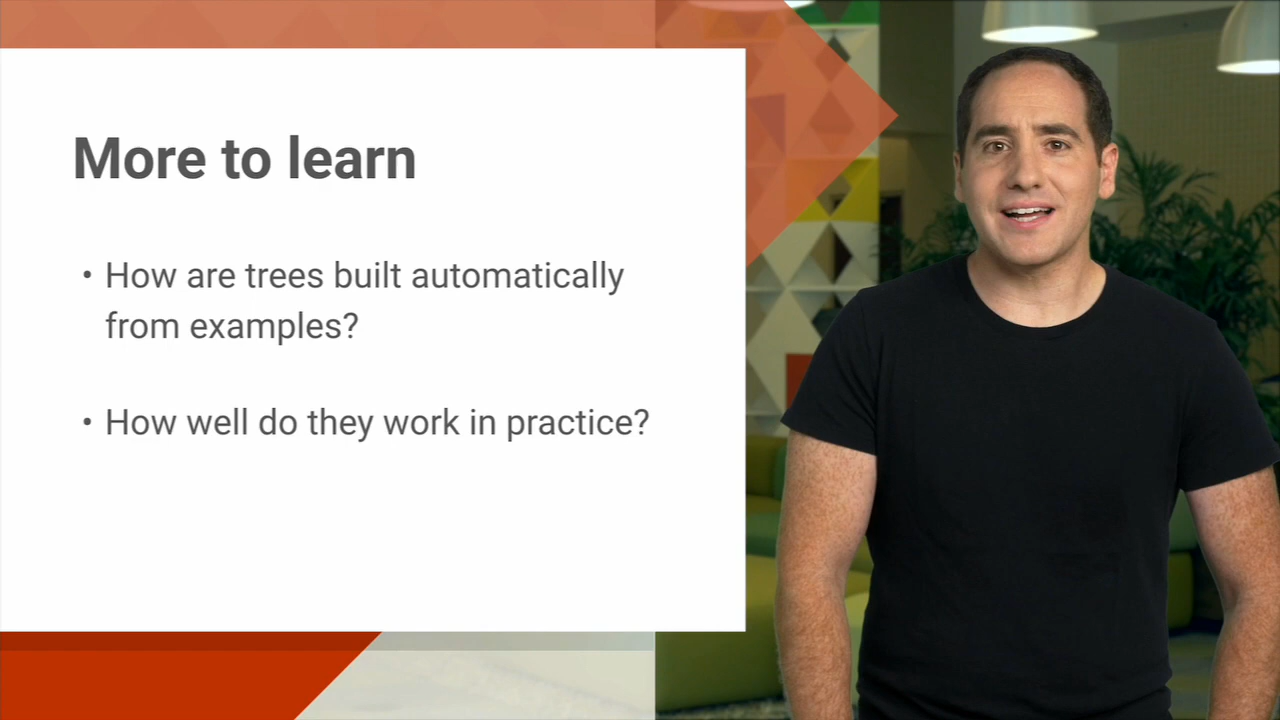 More to learn
• How are trees built automatically
from examples?
• How well do they work in practice?